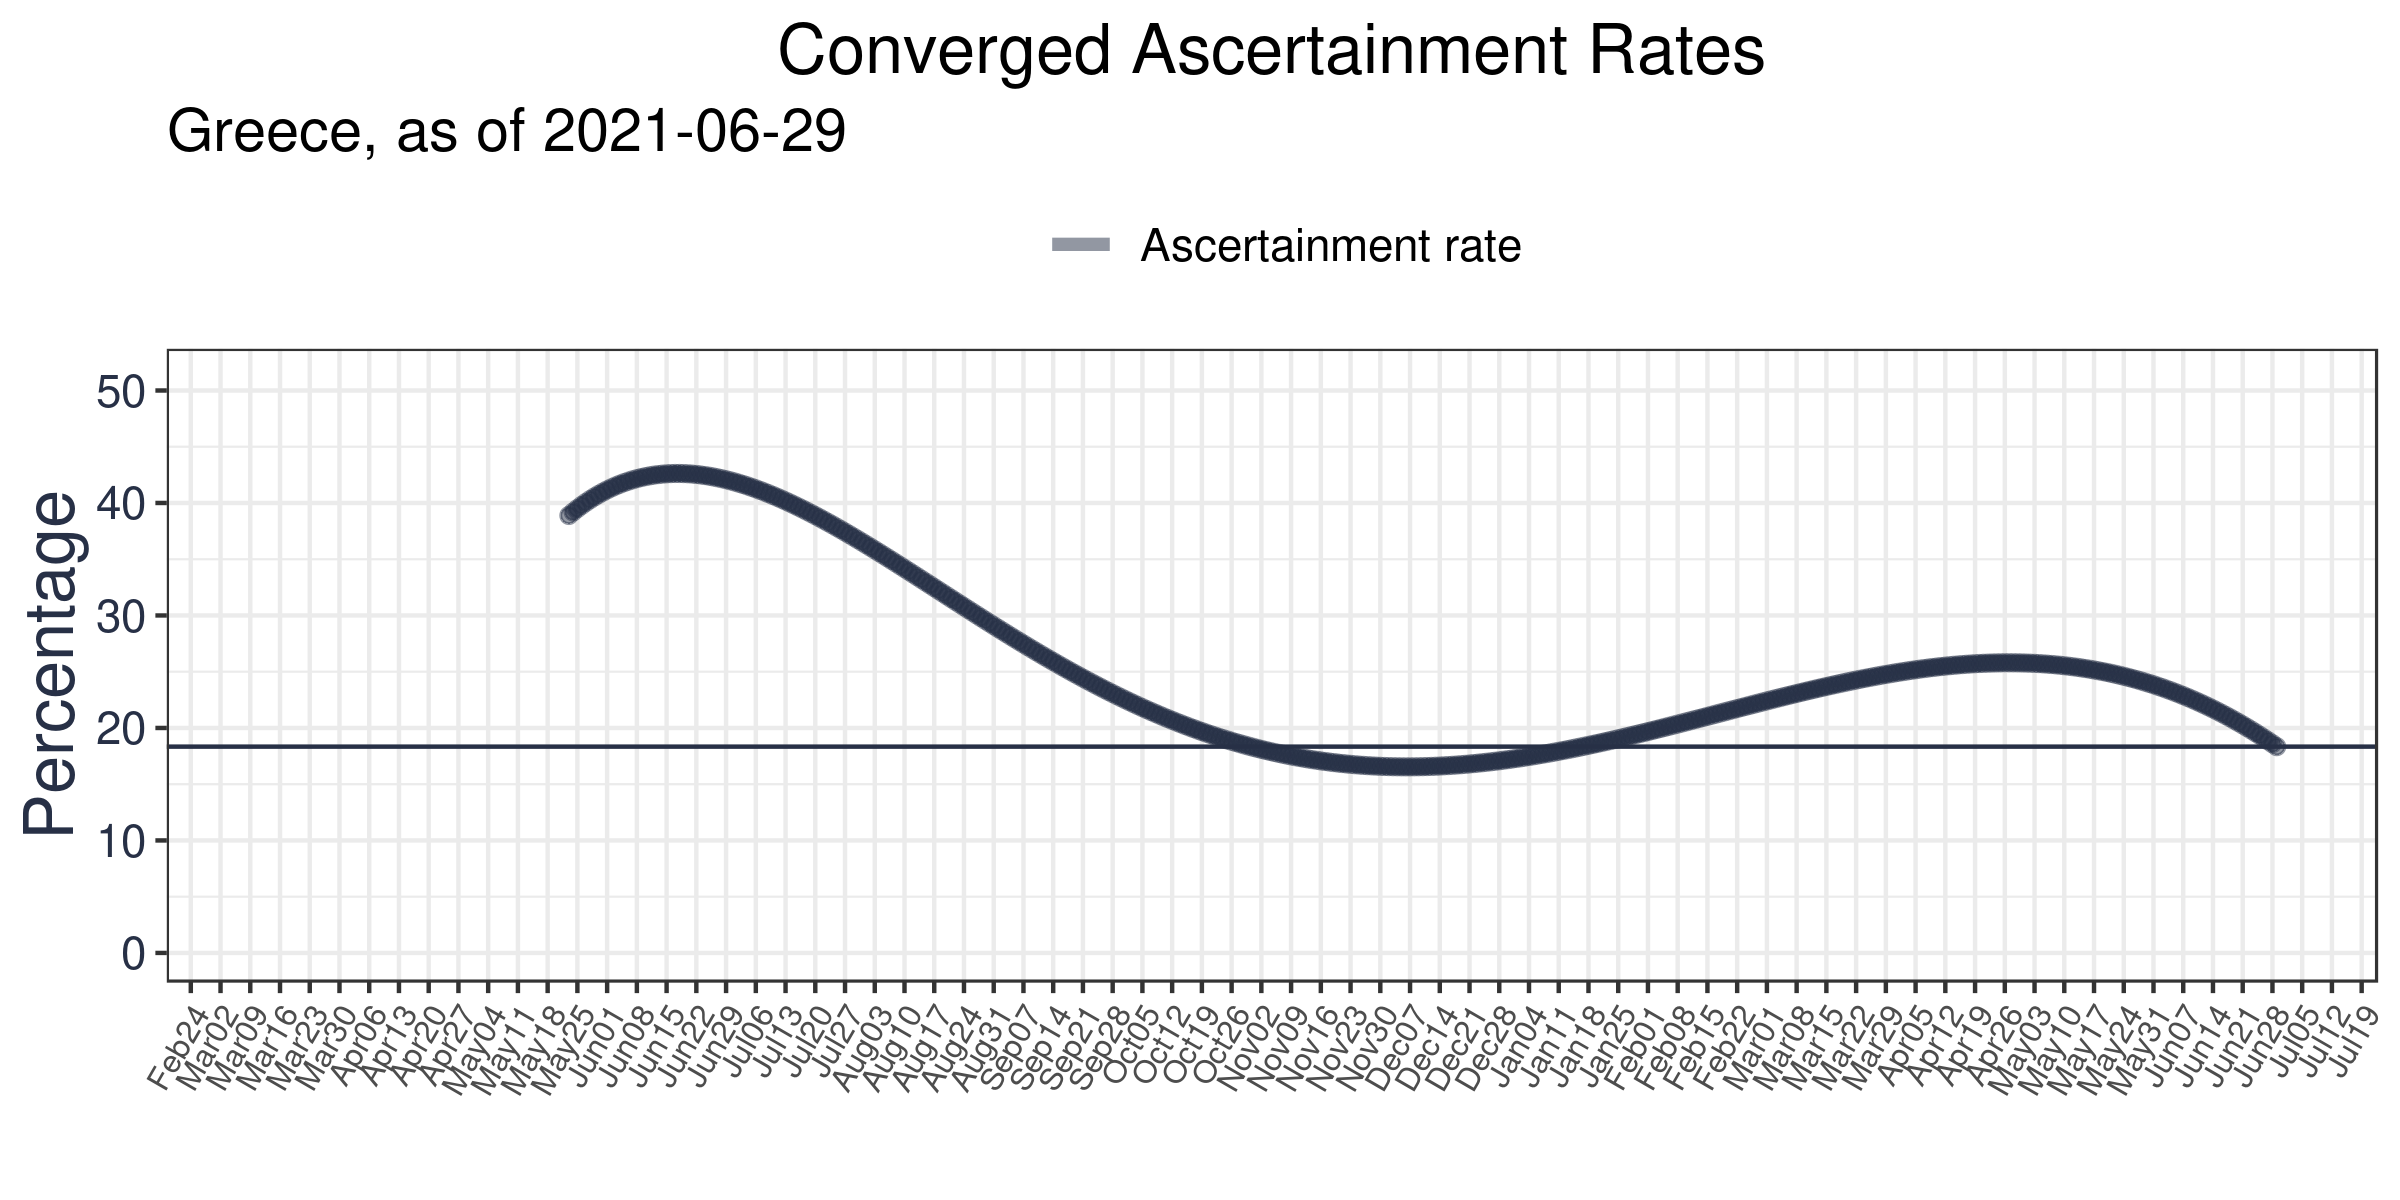 Converged Ascertainment Rates
Greece, as of 2021-06-29
Ascertainment rate
Percentage
50
40
30
20
10
0
Feb24
Mar02
Mar09
Mar16
Mar23
Mar30
Apr06
Apr13
Apr20
Apr27
May04
May11
May18
May25
Jun01
Jun08
Jun15
Jun22
Jun29
Jul06
Jul13
Jul20
Jul27
Aug03
Aug10
Aug17
Aug24
Aug31
Sep07
Sep14
Sep21
Sep28
Oct05
Oct12
Oct19
Oct26
Nov02
Nov09
Nov16
Nov23
Nov30
Dec07
Dec14
Dec21
Dec28
Jan04
Jan11
Jan18
Jan25
Feb01
Feb08
Feb15
Feb22
Mar01
Mar08
Mar15
Mar22
Mar29
Apr05
Apr12
Apr19
Apr26
May03
May10
May17
May24
May31
May07
Jun07
Jun14
Jun21
Jun28
Jul05
Jul12
Jul19